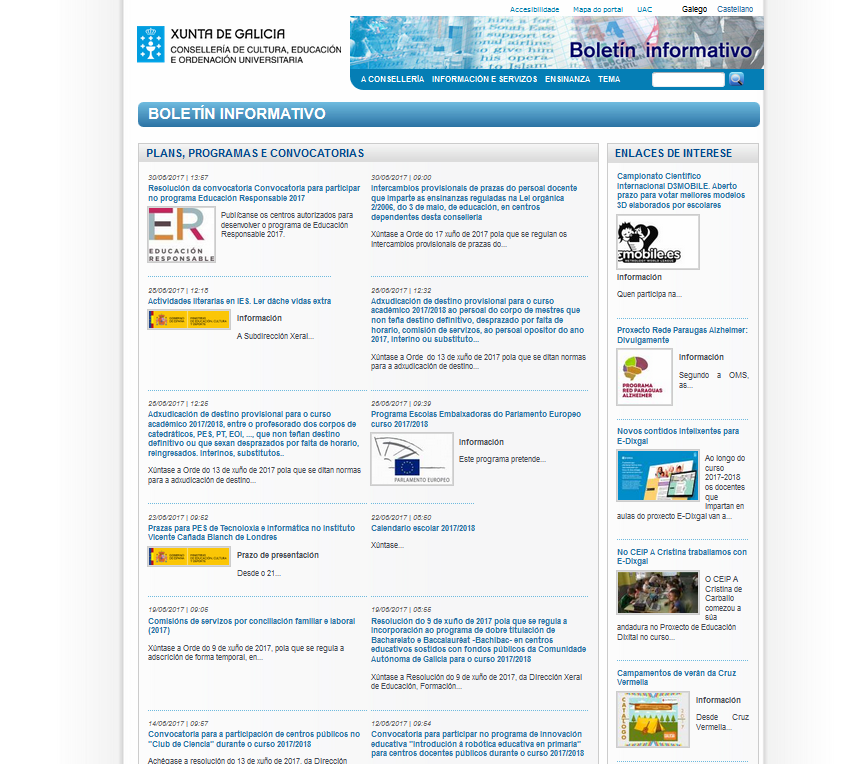 Accesibilidade Mapa do portal UAC Galego Castellano
XUNTA DE GALICIA
CONSELLERÍA DE CULTURA, EDUCACIÓN
E ORDENACIÓN UNIVERSITARIA
Boletín informativo
A CONSELLERÍA INFORMACIÓN E SERVIZOS ENSINANZA TEMA
BOLETÍN INFORMATIVO
PLANS, PROGRAMAS E CONVOCATORIAS
30/06/2017 | 13:57
Resolución da convocatoria Convocatoria para participar
no programa Educación Responsable 2017
ER
EDUCACIÓN
RESPONSABLE
Publícanse os centros autorizados para
desenvolver o programa de Educación
Responsable 2017.
30/06/2017 | 09:00
Intercambios provisionais de prazas do persoal docente
que imparte as ensinanzas reguladas na Lei orgánica
2/2006, do 3 de maio, de educación, en centros
dependentes desta consellería
Xúntase a Orde do 17 xuño de 2017 pola que se regulan os
intercambios provisionais de prazas do...
28/06/2017 | 12:18
Actividades literarias en IES. Ler dáche vidas extra
Información
A Subdirección Xeral...
26/06/2017 | 12:32
Adxudicación de destino provisional para o curso
académico 2017/2018 ao persoal do corpo de mestres que
non teña destino definitivo, desprazado por falta de
horario, comisión de servizos, ao persoal opositor do ano
2017, interino ou substituto...
Xúntase a Orde do 13 de xuño de 2017 pola que se ditan normas
para a adxudicación de destino...
26/06/2017 | 12:26
Adxudicación de destino provisional para o curso
académico 2017/2018, entre o profesorado dos corpos de
catedráticos, PES, PT, EOI, ..., que non teñan destino
definitivo ou que sexan desprazados por falta de horario,
reingresados, interinos, substitutos..
Xúntase a Orde do 13 de xuño de 2017 pola que se ditan normas
para a adxudicación de destino...
26/06/2017 | 09:39
Programa Escolas Embaixadoras do Parlamento Europeo
curso 2017/2018
PARLAMENTO EUROPEO
Información
Este programa pretende...
23/06/2017 | 09:52
Prazas para PES de Tecnoloxía e Informática no Instituto
Vicente Cañada Blanch de Londres
Prazo de presentación
Desde o 21...
22/06/2017 | 08:50
Calendario escolar 2017/2018
Xúntase...
19/06/2017 | 09:05
Comisións de servizos por conciliación familiar e laboral
(2017)
Xúntase a Orde do 9 de xuño de 2017, pola que se regula a
adscrición de forma temporal, en...
19/06/2017 | 08:55
Resolución do 9 de xuño de 2017 pola que se regula a
incorporación ao programa de dobre titulación de
Bacharelato e Baccalauréat -Bachibac- en centros
educativos sostidos con fondos públicos da Comunidade
Autónoma de Galicia para o curso 2017/2018
Xúntase a Resolución do 9 de xuño de 2017, da Dirección Xeral
de Educación, Formación...
14/06/2017 | 09:57
Convocatoria para a participación de centros públicos no
"Club de Ciencia" durante o curso 2017/2018
Achégase a resolución do 13 de xuño de 2017, da Dirección
12/06/2017 | 09:54
Convocatoria para participar no programa de innovación
educativa "Introdución á robótica educativa en primaria"
para centros docentes públicos durante o curso 2017/2018
ENLACES DE INTERESE
Campionato Científico
Internacional D3MOBILE. Aberto
prazo para votar mellores modelos
3D elaborados por escolares
mobile.es
Información
Quen participa na...
Proxecto Rede Paraugas Alzheimer:
Divulgamente
PROGRAMA
RED PARAGUAS
ALZHEIMER
Información
Segundo a OMS,
as...
Novos contidos intelixentes para
E-Dixgal
Ao longo do
curso
2017-2018
os docentes
que
impartan en
aulas do proxecto E-Dixgal van a...
No CEIP A Cristina traballamos con
E-Dixgal
O CEIP A
Cristina de
Carballo
comezou a
súa
andadura no Proxecto de Educación
Dixital no curso...
Campamentos de verán da Cruz
Vermella
CATÁLOGO
Información
Desde Cruz
Vermella...